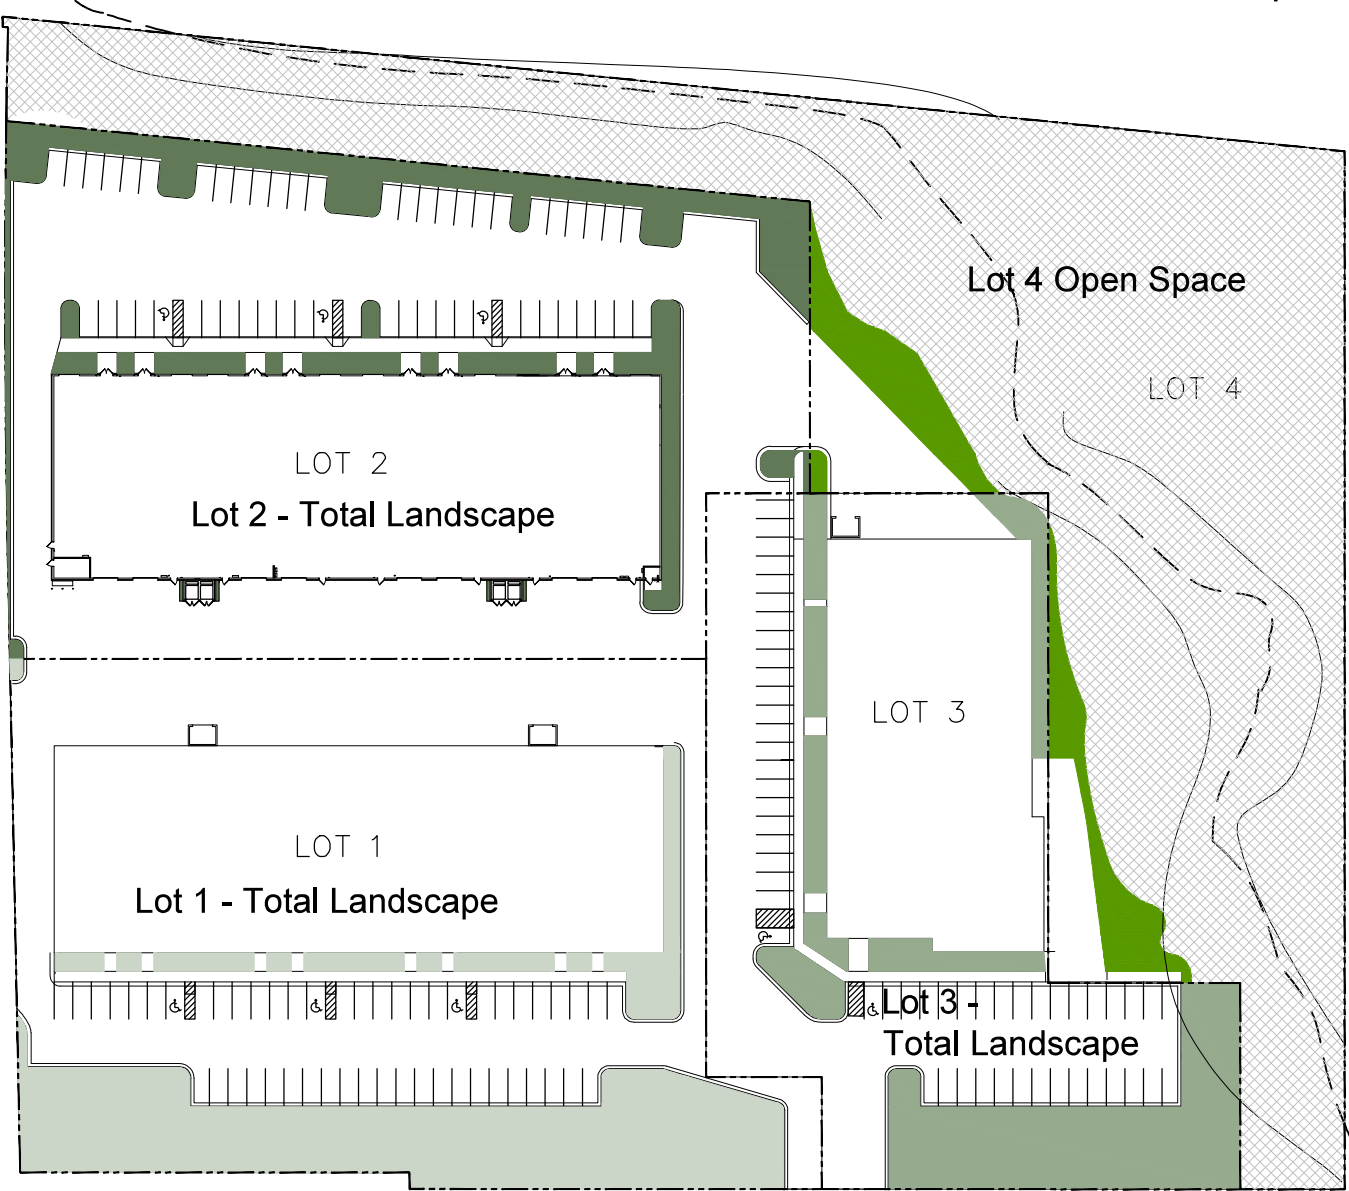 Lot 4 Open Space
LOT 4
LOT 2
Lot 2 - Total Landscape
LOT 3
LOT 1
Lot 1 - Total Landscape
Lot 3 -
Total Landscape